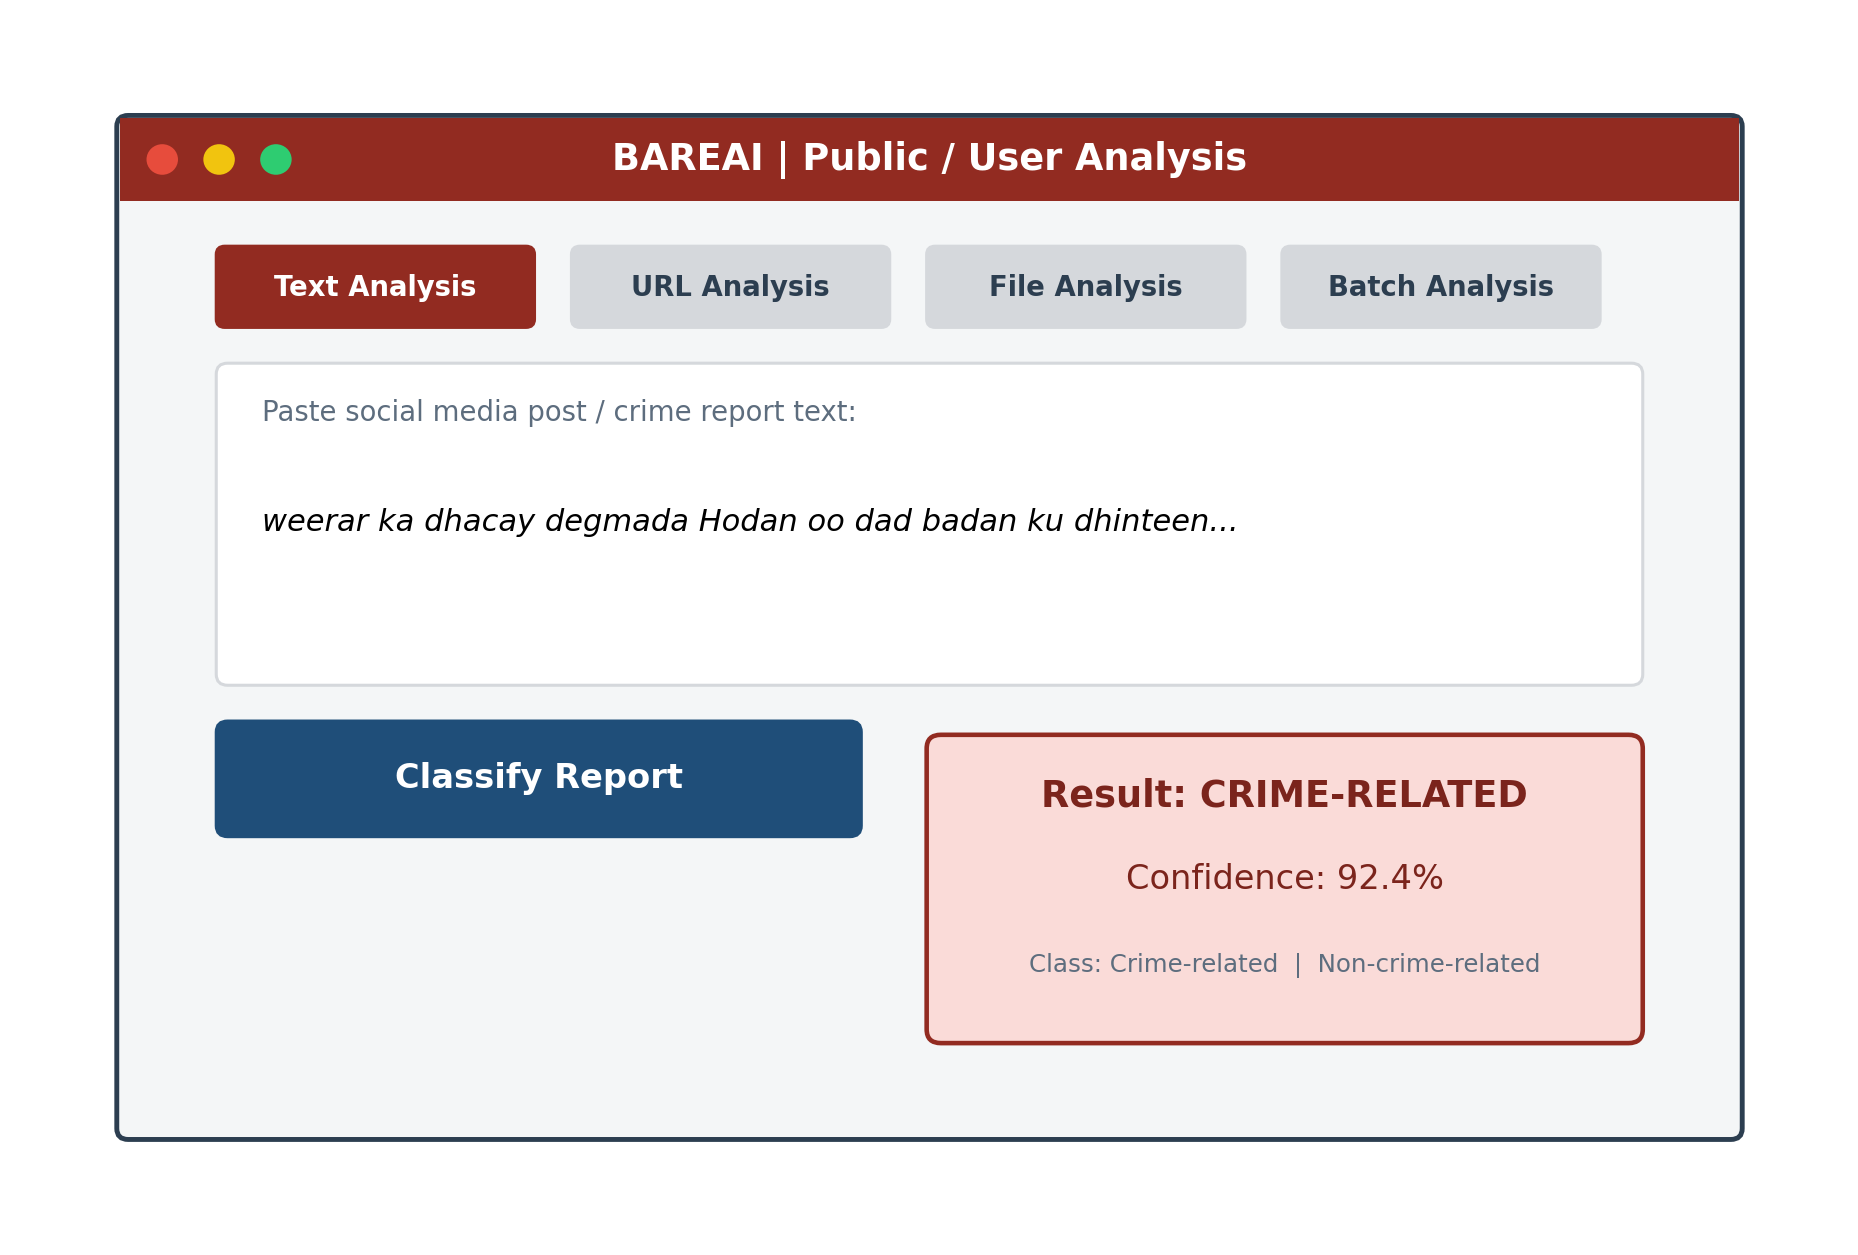 BAREAI | Public / User Analysis
Text Analysis
URL Analysis
File Analysis
Batch Analysis
Paste social media post / crime report text:
weerar ka dhacay degmada Hodan oo dad badan ku dhinteen...
Classify Report
Result: CRIME-RELATED
Confidence: 92.4%
Class: Crime-related | Non-crime-related